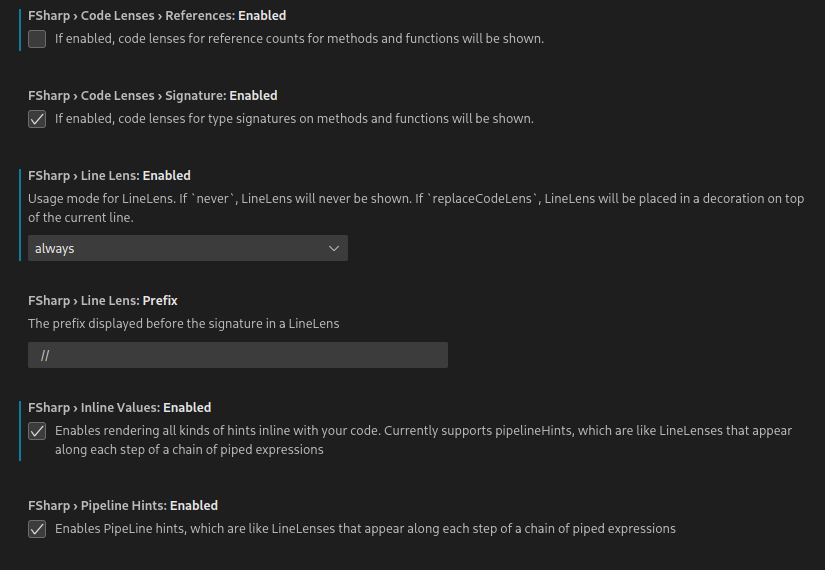 FSharp › Code Lenses › References: Enabled
If enabled, code lenses for reference counts for methods and functions will be shown.
FSharp › Code Lenses › Signature: Enabled
If enabled, code lenses for type signatures on methods and functions will be shown.
FSharp › Line Lens: Enabled
Usage mode for LineLens. If `never`, LineLens will never be shown. If `replaceCodeLens`, LineLens will be placed in a decoration on top
of the current line.
always
FSharp › Line Lens: Prefix
The prefix displayed before the signature in a LineLens
//
FSharp › Inline Values: Enabled
Enables rendering all kinds of hints inline with your code. Currently supports pipelineHints, which are like LineLenses that appear
along each step of a chain of piped expressions
FSharp › Pipeline Hints: Enabled
Enables PipeLine hints, which are like LineLenses that appear along each step of a chain of piped expressions